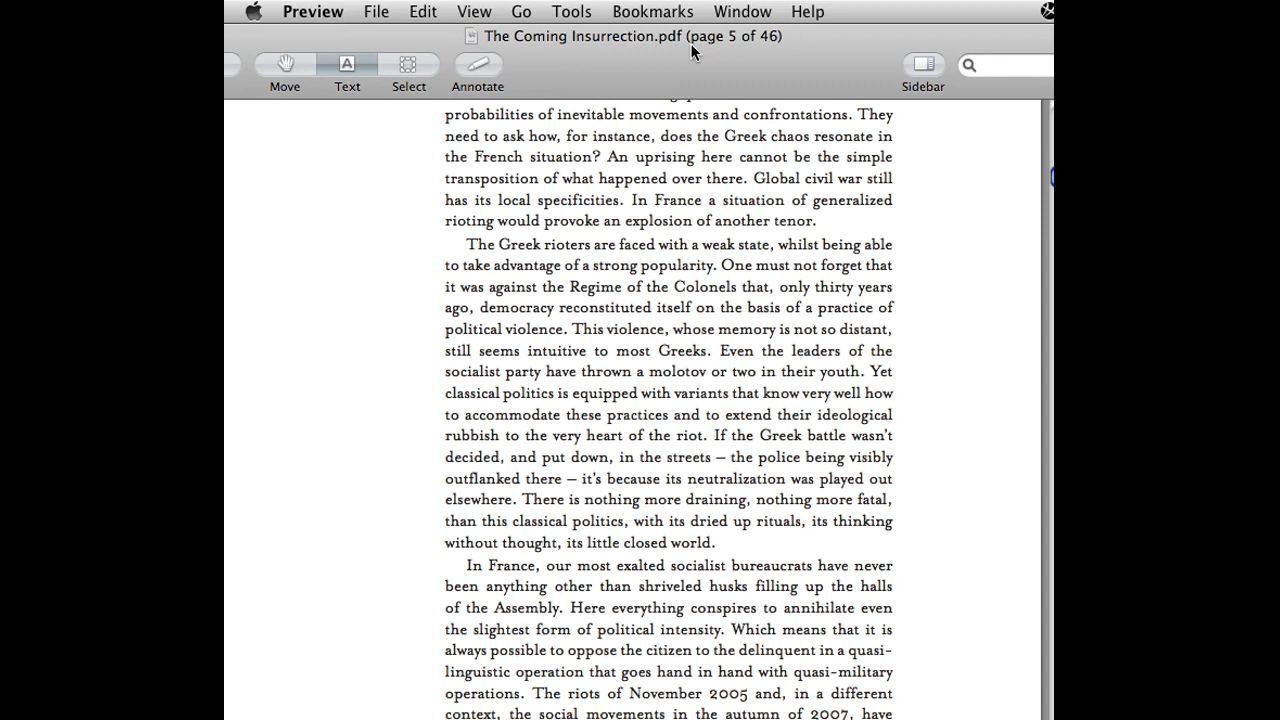 Preview File Edit View Go Tools Bookmarks Window Help
The Coming Insurrection.pdf (page 5 of 46)
Move Text Select Annotate Sidebar
probabilities of inevitable movements and confrontations. They
need to ask how, for instance, does the Greek chaos resonate in
the French situation? An uprising here cannot be the simple
transposition of what happened over there. Global civil war still
has its local specificities. In France a situation of generalized
rioting would provoke an explosion of another tenor.
The Greek rioters are faced with a weak state, whilst being able
to take advantage of a strong popularity. One must not forget that
it was against the Regime of the Colonels that, only thirty years
ago, democracy reconstituted itself on the basis of a practice of
political violence. This violence, whose memory is not so distant,
still seems intuitive to most Greeks. Even the leaders of the
socialist party have thrown a molotov or two in their youth. Yet
classical politics is equipped with variants that know very well how
to accommodate these practices and to extend their ideological
rubbish to the very heart of the riot. If the Greek battle wasn't
decided, and put down, in the streets – the police being visibly
outflanked there – it's because its neutralization was played out
elsewhere. There is nothing more draining, nothing more fatal,
than this classical politics, with its dried up rituals, its thinking
without thought, its little closed world.
In France, our most exalted socialist bureaucrats have never
been anything other than shriveled husks filling up the halls
of the Assembly. Here everything conspires to annihilate even
the slightest form of political intensity. Which means that it is
always possible to oppose the citizen to the delinquent in a quasi-
linguistic operation that goes hand in hand with quasi-military
operations. The riots of November 2005 and, in a different
context, the social movements in the autumn of 2007, have